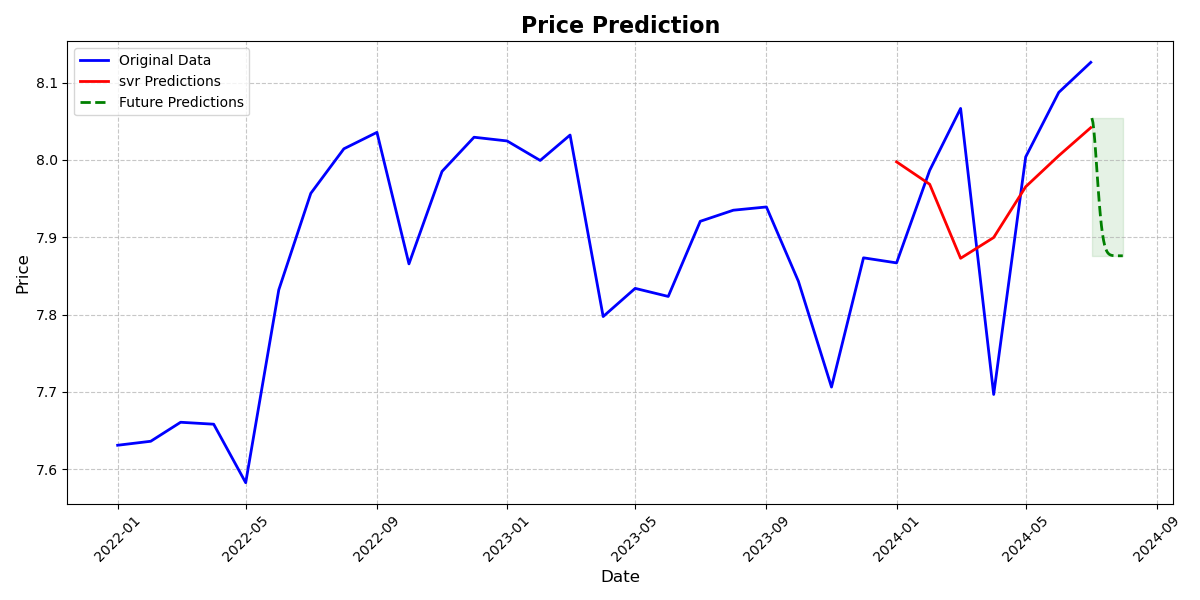 Price Prediction
Original Data
svr Predictions
Future Predictions
Price
8.1
8.0
7.9
7.8
7.7
7.6
2022-01
2022-05
2022-09
2023-01
2023-05
2023-09
2024-01
2024-05
2024-09
Date